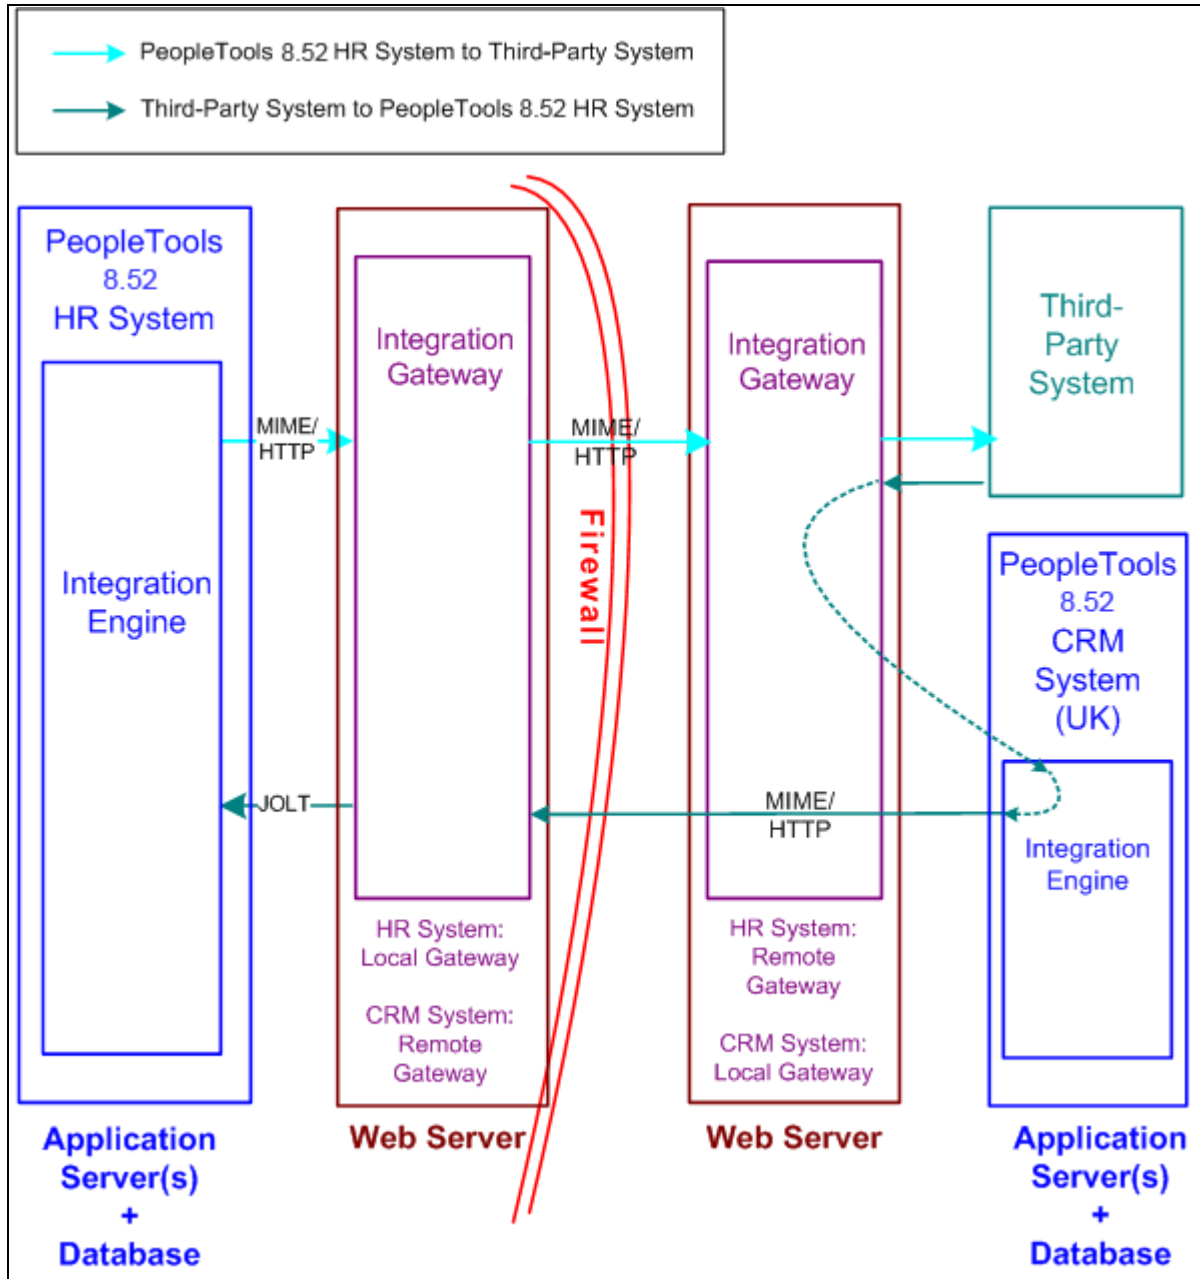 PeopleTools 8.52 HR System to Third-Party System
Third-Party System to PeopleTools 8.52 HR System
PeopleTools
8.52
HR System
Integration
Engine
MIME/
HTTP
JOLT
Integration
Gateway
HR System:
Local Gateway
CRM System:
Remote
Gateway
MIME/
HTTP
Firewall
Integration
Gateway
MIME/
HTTP
HR System:
Remote
Gateway
CRM System:
Local Gateway
Third-
Party
System
PeopleTools
8.52
CRM
System
(UK)
Integration
Engine
Application
Server(s)
+
Database
Web Server
Web Server
Application
Server(s)
+
Database